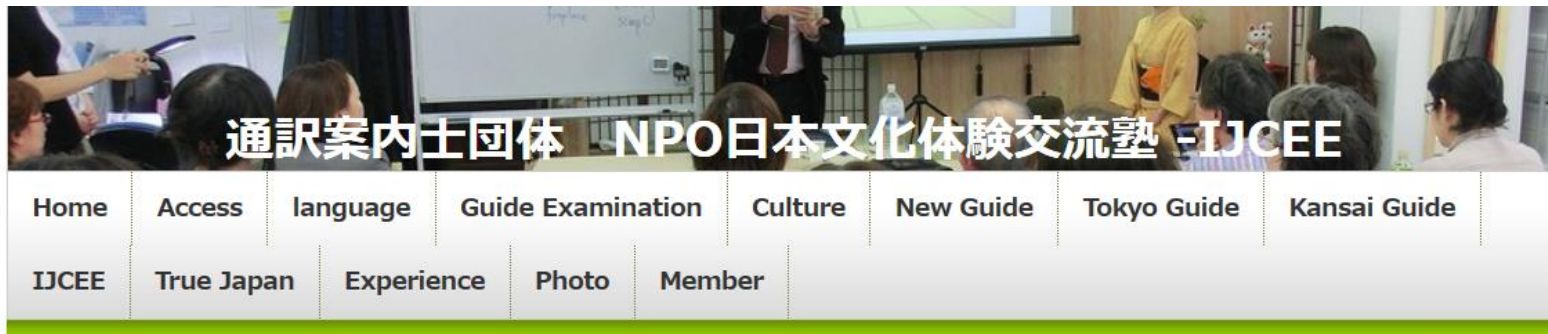 通訳案内士団体　NPO日本文化体験交流塾 -IJCEE
Home Access language Guide Examination Culture New Guide Tokyo Guide Kansai Guide
IJCEE True Japan Experience Photo Member